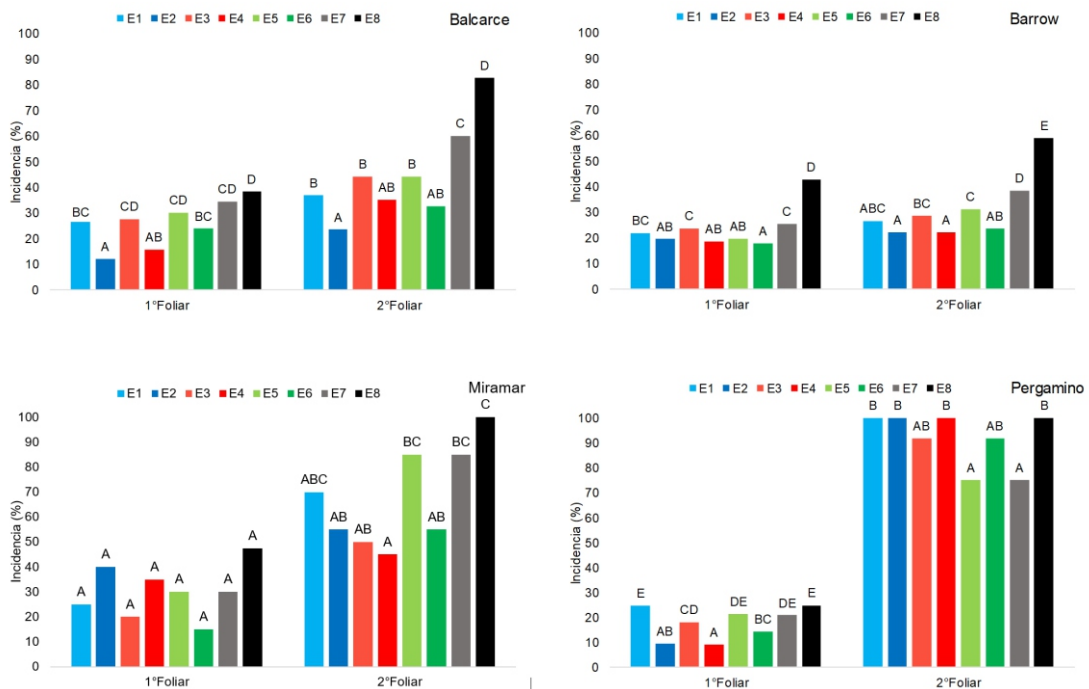 E1 E2 E3 E4 E5 E6 E7 E8
Balcarce
100
90
80
70
60
50
40
30
20
10
0
Incidencia (%)
BC A CD AB CD BC CD D
B A B AB B AB C D
1°Foliar 2°Foliar
E1 E2 E3 E4 E5 E6 E7 E8
Barrow
100
90
80
70
60
50
40
30
20
10
0
Incidencia (%)
BC AB C AB AB A C D
ABC A BC A C AB D E
1°Foliar 2°Foliar
E1 E2 E3 E4 E5 E6 E7 E8
Miramar
100
90
80
70
60
50
40
30
20
10
0
Incidencia (%)
A A A A A A A A
ABC AB AB A BC AB BC C
1°Foliar 2°Foliar
E1 E2 E3 E4 E5 E6 E7 E8
Pergamino
100
90
80
70
60
50
40
30
20
10
0
Incidencia (%)
E AB CD A DE BC DE E
B B AB B A AB A B
1°Foliar 2°Foliar